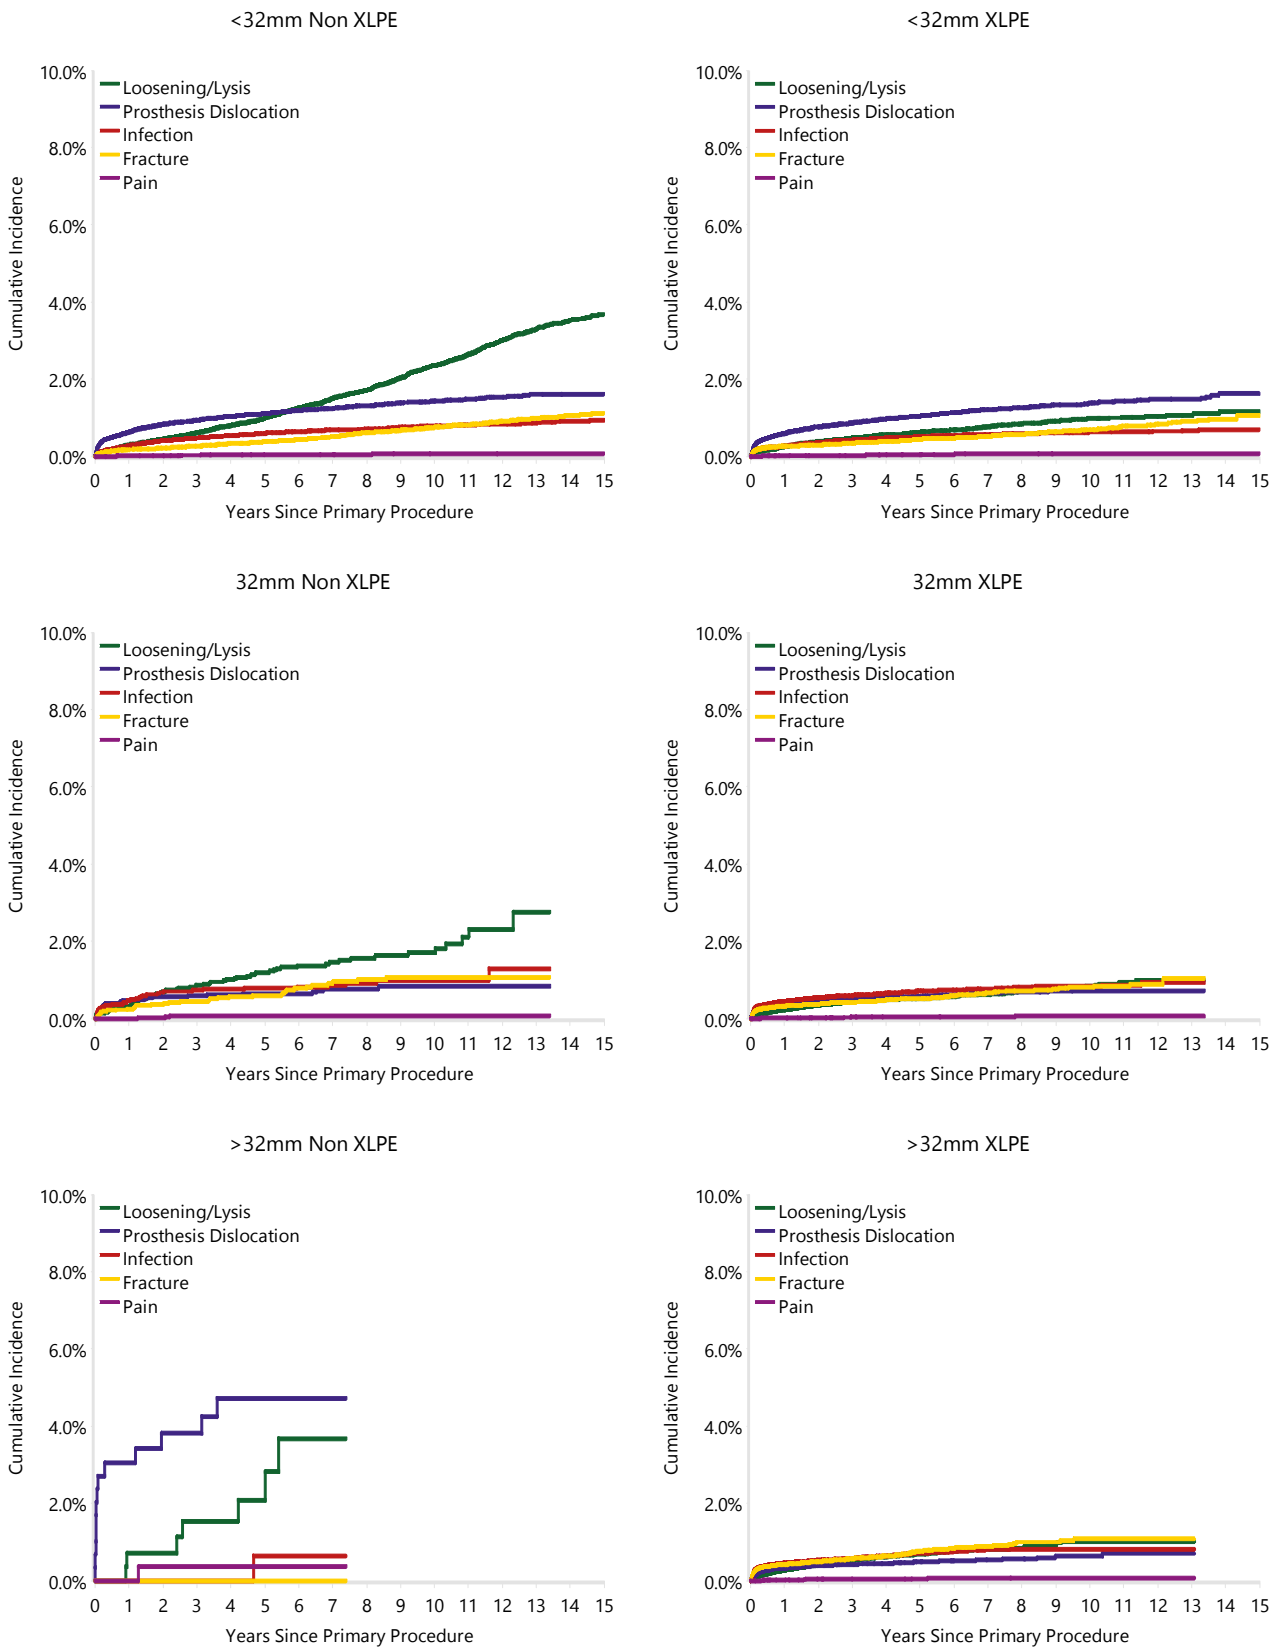 <32mm Non XLPE
10.0%
8.0%
6.0%
4.0%
2.0%
0.0%
Cumulative Incidence
Loosening/Lysis
Prosthesis Dislocation
Infection
Fracture
Pain
0 1 2 3 4 5 6 7 8 9 10 11 12 13 14 15
Years Since Primary Procedure
<32mm XLPE
10.0%
8.0%
6.0%
4.0%
2.0%
0.0%
Cumulative Incidence
Loosening/Lysis
Prosthesis Dislocation
Infection
Fracture
Pain
0 1 2 3 4 5 6 7 8 9 10 11 12 13 14 15
Years Since Primary Procedure
32mm Non XLPE
10.0%
8.0%
6.0%
4.0%
2.0%
0.0%
Cumulative Incidence
Loosening/Lysis
Prosthesis Dislocation
Infection
Fracture
Pain
0 1 2 3 4 5 6 7 8 9 10 11 12 13 14 15
Years Since Primary Procedure
32mm XLPE
10.0%
8.0%
6.0%
4.0%
2.0%
0.0%
Cumulative Incidence
Loosening/Lysis
Prosthesis Dislocation
Infection
Fracture
Pain
0 1 2 3 4 5 6 7 8 9 10 11 12 13 14 15
Years Since Primary Procedure
>32mm Non XLPE
10.0%
8.0%
6.0%
4.0%
2.0%
0.0%
Cumulative Incidence
Loosening/Lysis
Prosthesis Dislocation
Infection
Fracture
Pain
0 1 2 3 4 5 6 7 8 9 10 11 12 13 14 15
Years Since Primary Procedure
>32mm XLPE
10.0%
8.0%
6.0%
4.0%
2.0%
0.0%
Cumulative Incidence
Loosening/Lysis
Prosthesis Dislocation
Infection
Fracture
Pain
0 1 2 3 4 5 6 7 8 9 10 11 12 13 14 15
Years Since Primary Procedure